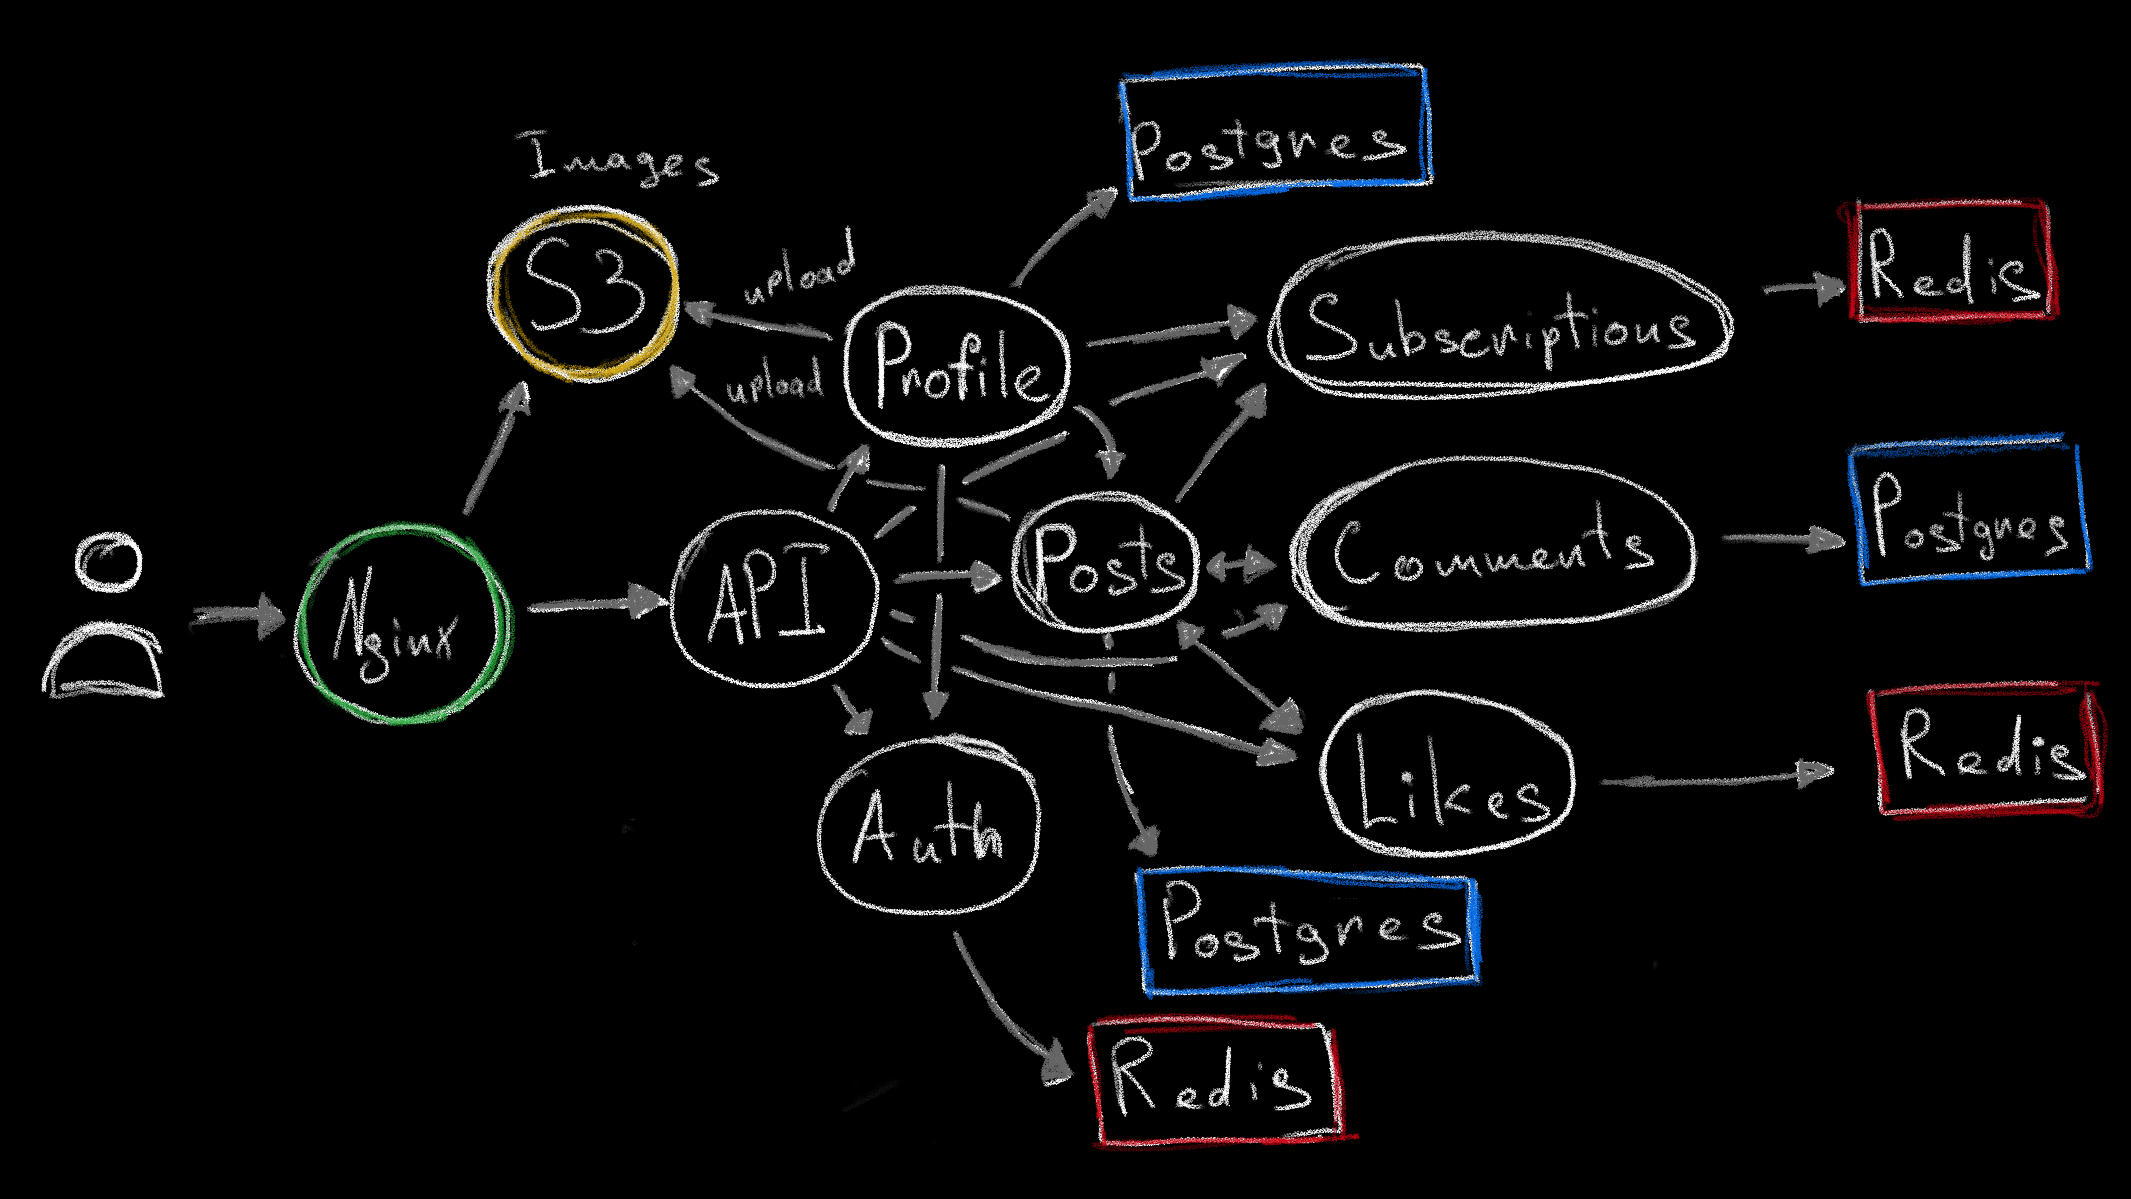 Images
S3
upload
upload
Profile
Postgres
Subscriptions
Redis
Nginx
API
Posts
Comments
Postgres
Auth
Likes
Redis
Postgres
Redis